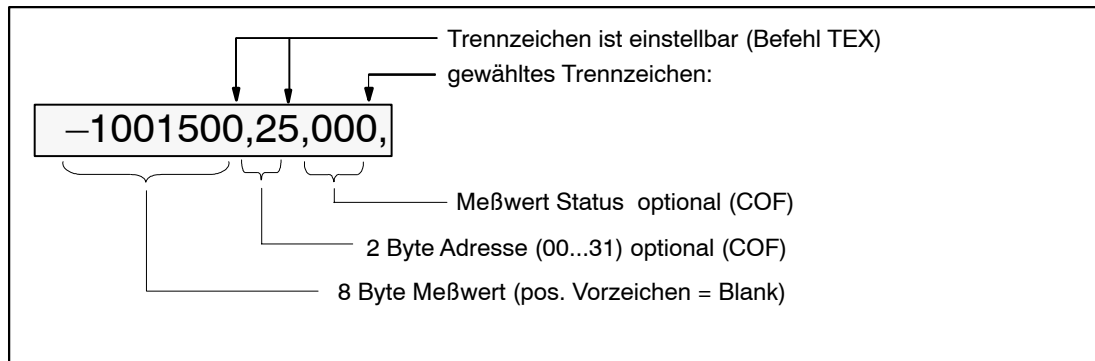 Trennzeichen ist einstellbar (Befehl TEX)
gewähltes Trennzeichen:
–1001500,25,000,
Meßwert Status optional (COF)
2 Byte Adresse (00...31) optional (COF)
8 Byte Meßwert (pos. Vorzeichen = Blank)